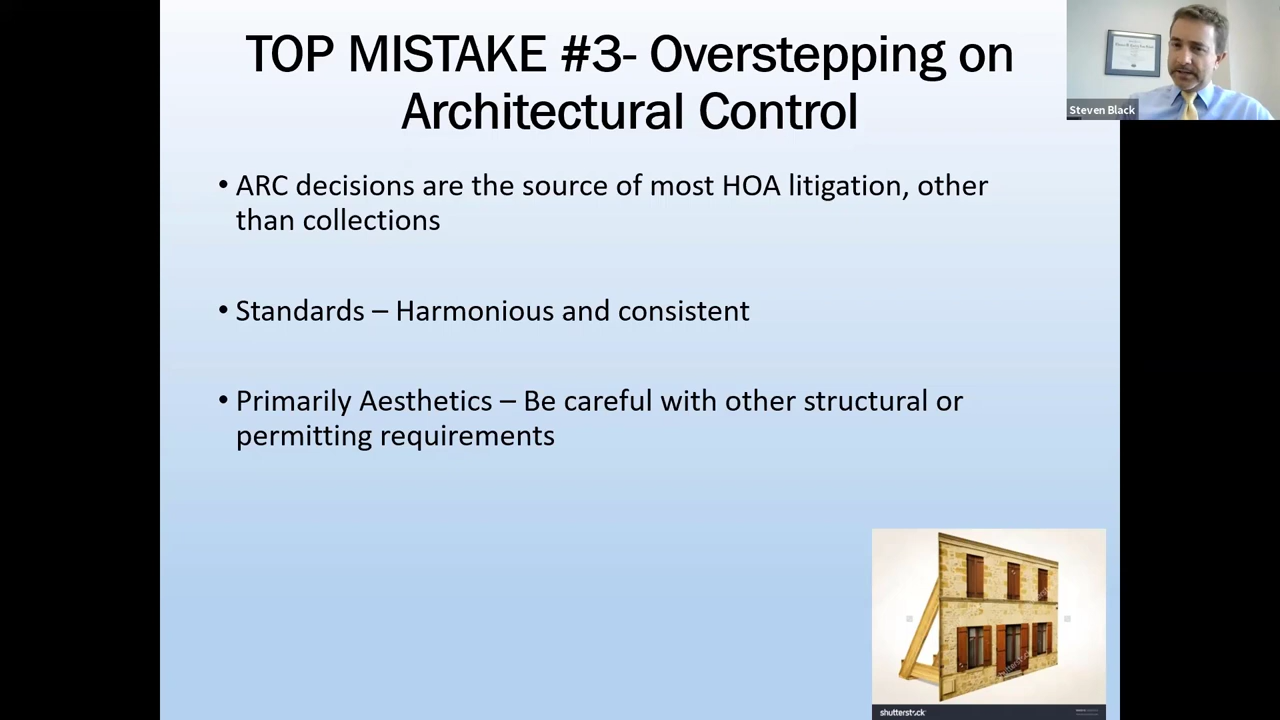 TOP MISTAKE #3- Overstepping on
Architectural Control
Steven Black
• ARC decisions are the source of most HOA litigation, other
than collections
• Standards – Harmonious and consistent
• Primarily Aesthetics – Be careful with other structural or
permitting requirements
shutterstock